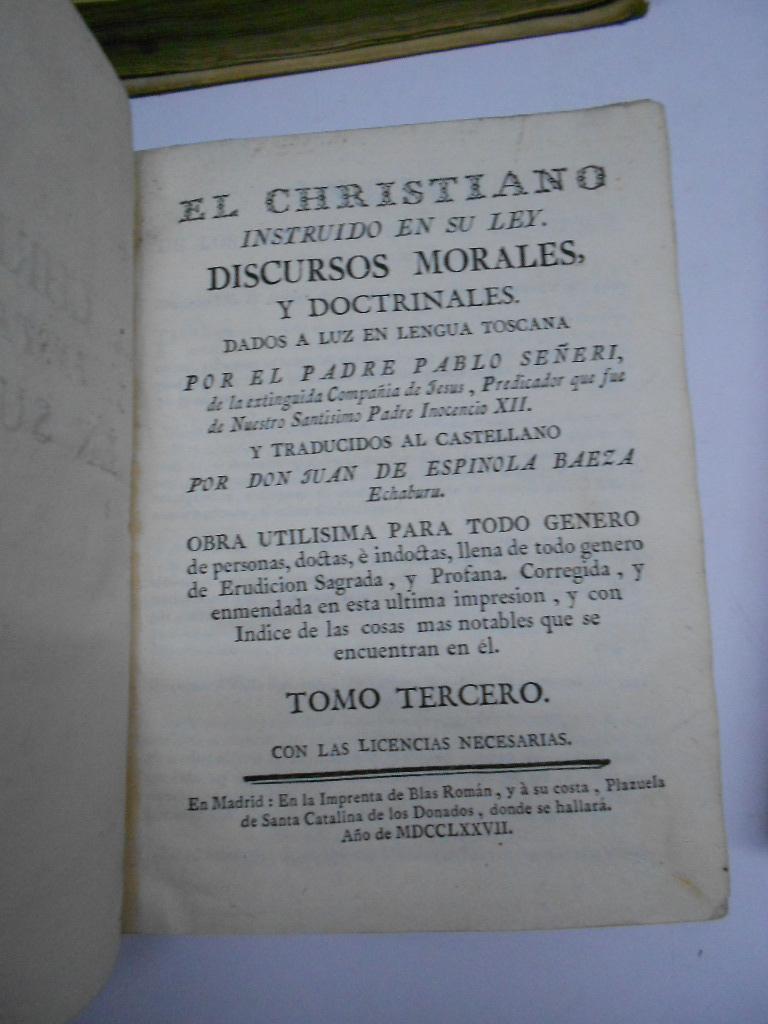 EL CHRISTIANO
INSTRUIDO EN SU LEY.
DISCURSOS MORALES,
Y DOCTRINALES.
DADOS A LUZ EN LENGUA TOSCANA
POR EL PADRE PABLO SEÑERI,
de la extinguida Compañia de Jesus, Predicador que fue
de Nuestro Santisimo Padre Inocencio XII.
Y TRADUCIDOS AL CASTELLANO
POR DON JUAN DE ESPINOLA BAEZA
Echaburu.
OBRA UTILISIMA PARA TODO GENERO
de personas, doctas, è indoctas, llena de todo genero
de Erudicion Sagrada, y Profana. Corregida, y
enmendada en esta ultima impresion, y con
Indice de las cosas mas notables que se
encuentran en él.
TOMO TERCERO.
CON LAS LICENCIAS NECESARIAS.
En Madrid: En la Imprenta de Blas Román, y à su costa, Plazuela
de Santa Catalina de los Donados, donde se hallará.
Año de MDCCLXXVII.